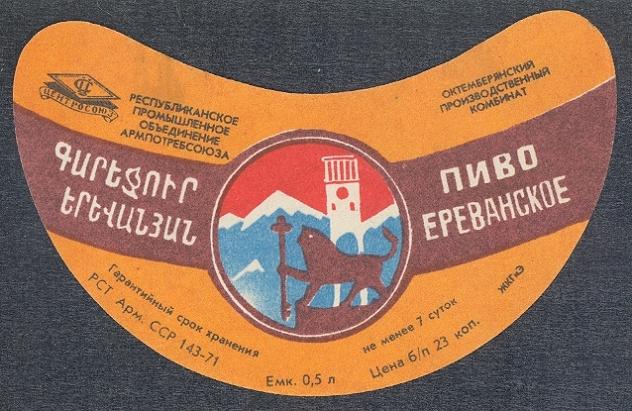 ЦЕНТРОСОЮЗ
РЕСПУБЛИКАНСКОЕ
ПРОМЫШЛЕННОЕ
ОБЪЕДИНЕНИЕ
АРМПОТРЕБСОЮЗА
ОКТЕМБЕРЯНСКИЙ
ПРОИЗВОДСТВЕННЫЙ
КОМБИНАТ
ԳԱՐԵՋՈՒՐ
ԵՐԵՎԱՆՅԱՆ
ПИВО
ЕРЕВАНСКОЕ
Гарантийный срок хранения не менее 7 суток
РСТ Арм. ССР 143-71
Емк. 0,5 л
Цена б/п 23 коп.
ЖКГиЭ